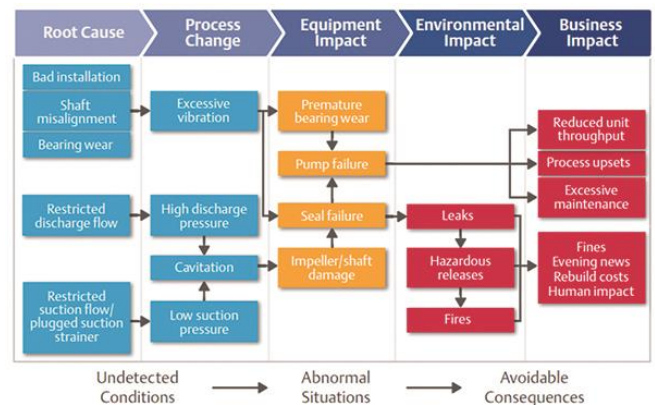 Root Cause
Process
Change
Equipment
Impact
Environmental
Impact
Business
Impact
Bad installation
Shaft
misalignment
Bearing wear
Excessive
vibration
Premature
bearing wear
Pump failure
Reduced unit
throughput
Process upsets
Excessive
maintenance
Restricted
discharge flow
High discharge
pressure
Seal failure
Leaks
Cavitation
Impeller/shaft
damage
Hazardous
releases
Fines
Evening news
Rebuild costs
Human impact
Restricted
suction flow/
plugged suction
strainer
Low suction
pressure
Fires
Undetected
Conditions
Abnormal
Situations
Avoidable
Consequences